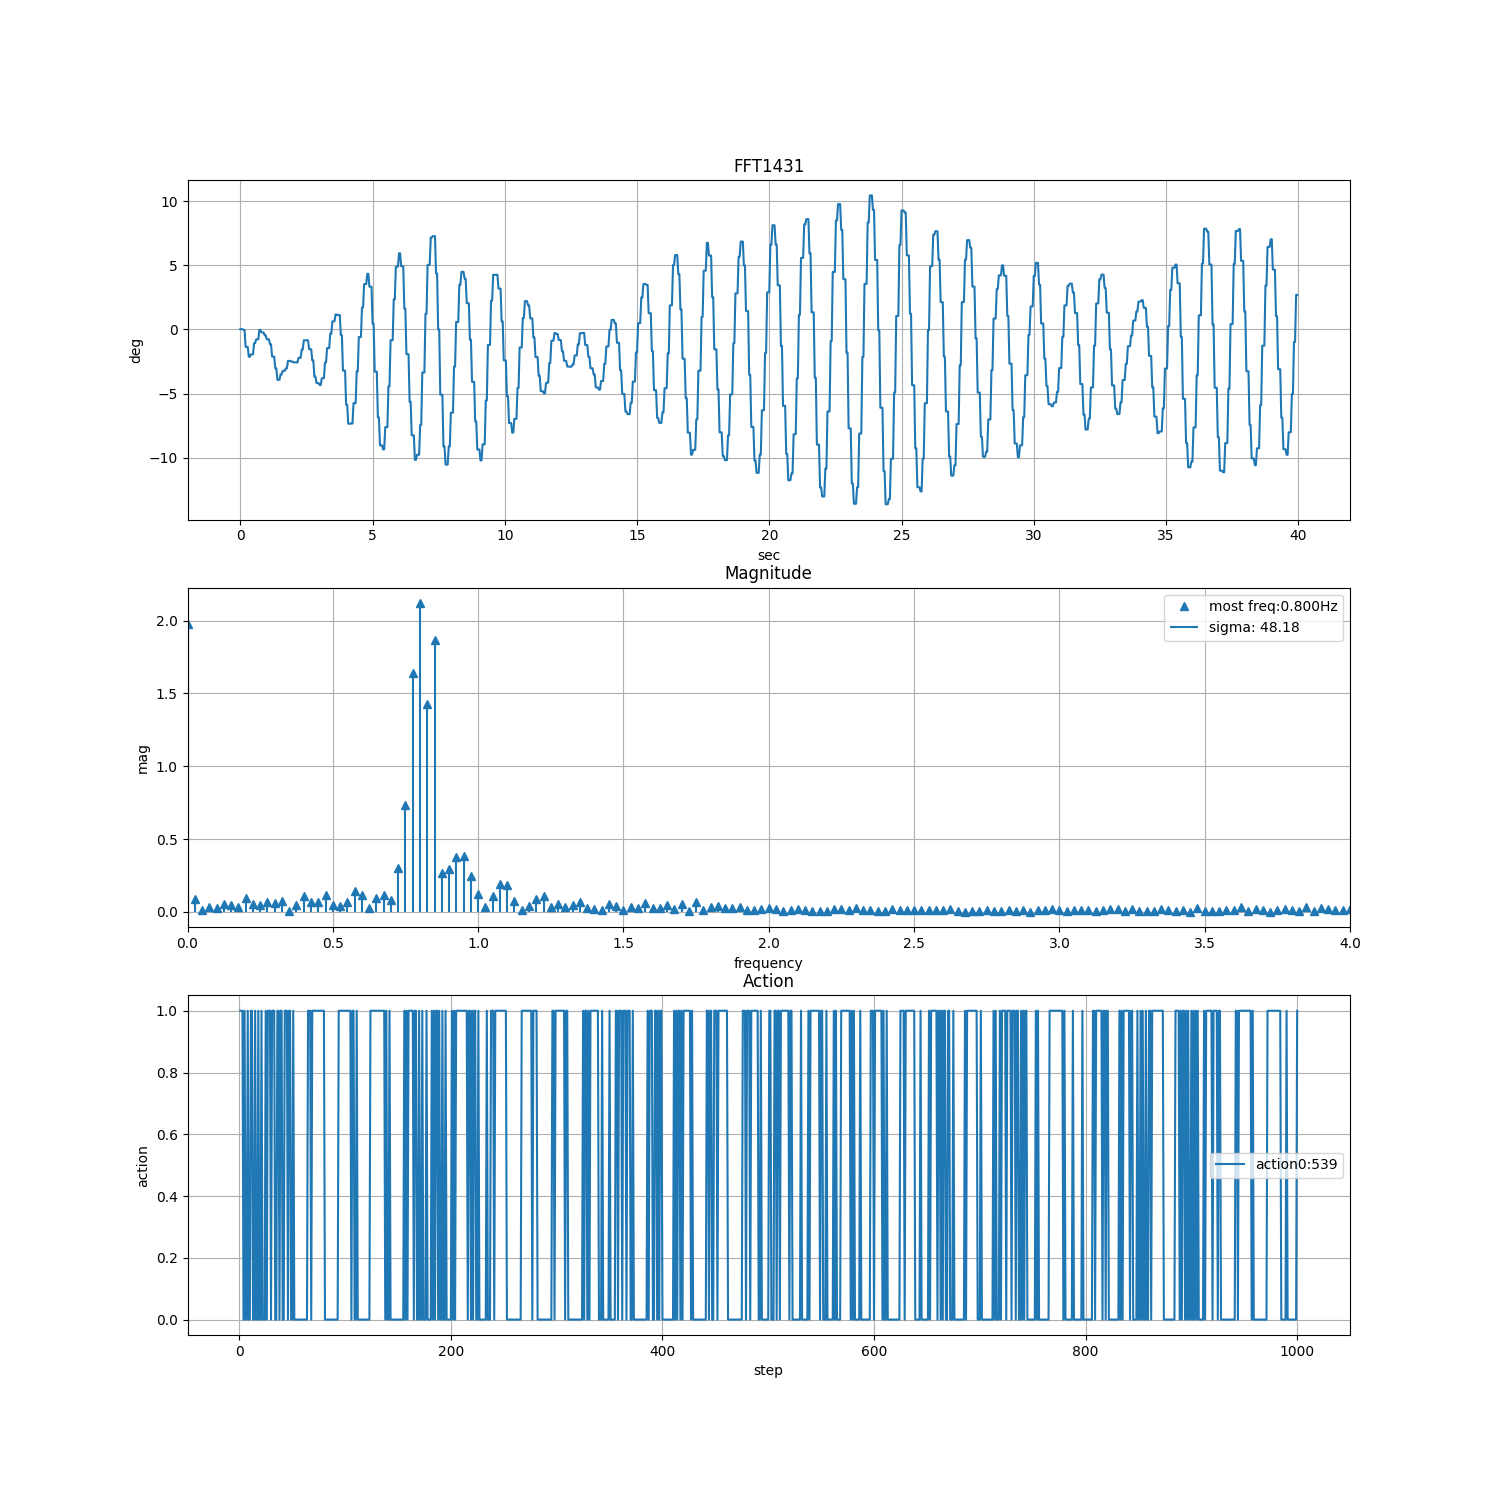 FFT1431
10
5
0
−5
−10
deg
0 5 10 15 20 25 30 35 40
sec
Magnitude
most freq:0.800Hz
sigma: 48.18
2.0
1.5
1.0
0.5
0.0
mag
0.0 0.5 1.0 1.5 2.0 2.5 3.0 3.5 4.0
frequency
Action
1.0
0.8
0.6
0.4
0.2
0.0
action
action0:539
0 200 400 600 800 1000
step